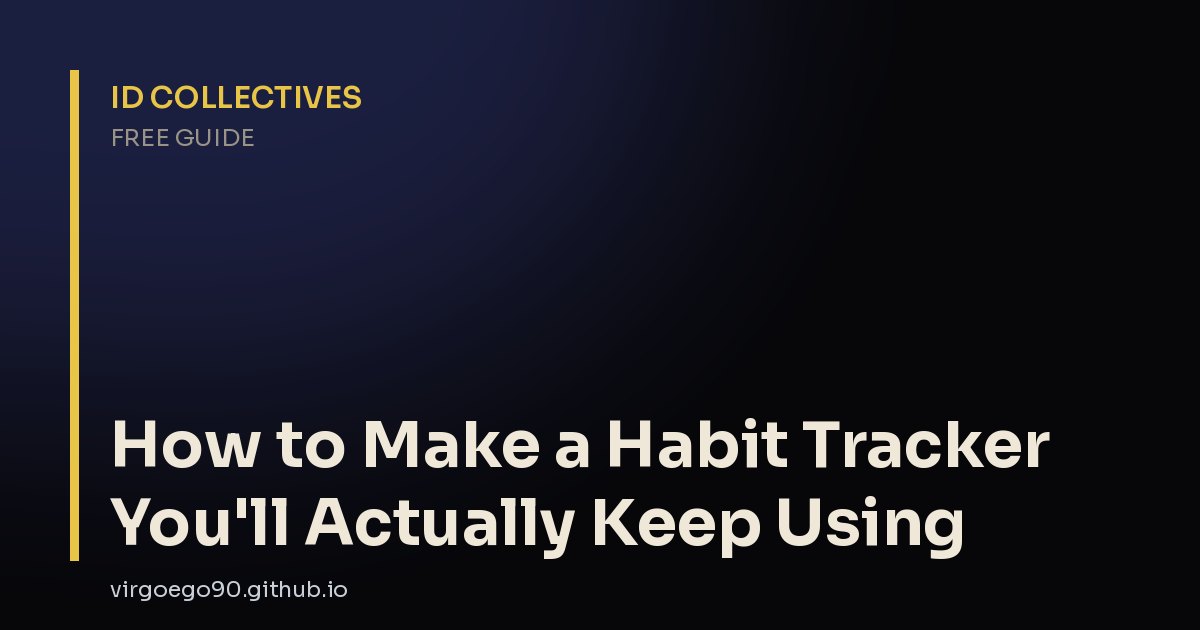 ID COLLECTIVES
FREE GUIDE
How to Make a Habit Tracker
You'll Actually Keep Using
virgoego90.github.io